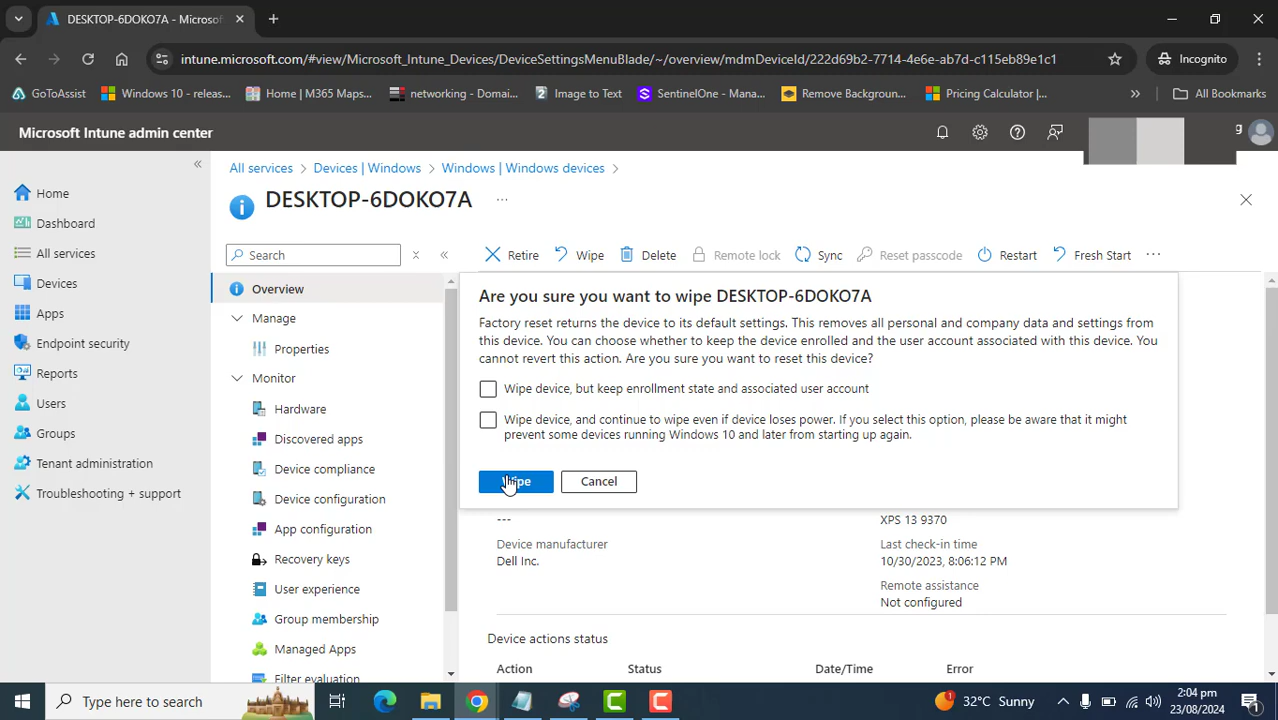 DESKTOP-6DOKO7A - Microsof
intune.microsoft.com/#view/Microsoft_Intune_Devices/DeviceSettingsMenuBlade/~/overview/mdmDeviceId/222d69b2-7714-4e6e-ab7d-c115eb89e1c1
Incognito
GoToAssist
Windows 10 - releas...
Home | M365 Maps...
networking - Domai...
Image to Text
SentinelOne - Mana...
Remove Backgroun...
Pricing Calculator |...
»
All Bookmarks
Microsoft Intune admin center
g
Home
Dashboard
All services
Devices
Apps
Endpoint security
Reports
Users
Groups
Tenant administration
Troubleshooting + support
All services > Devices | Windows > Windows | Windows devices >
DESKTOP-6DOKO7A ...
Search
Overview
Manage
Properties
Monitor
Hardware
Discovered apps
Device compliance
Device configuration
App configuration
Recovery keys
User experience
Group membership
Managed Apps
Filter evaluation
Retire
Wipe
Delete
Remote lock
Sync
Reset passcode
Restart
Fresh Start
...
Are you sure you want to wipe DESKTOP-6DOKO7A
Factory reset returns the device to its default settings. This removes all personal and company data and settings from
this device. You can choose whether to keep the device enrolled and the user account associated with this device. You
cannot revert this action. Are you sure you want to reset this device?
Wipe device, but keep enrollment state and associated user account
Wipe device, and continue to wipe even if device loses power. If you select this option, please be aware that it might
prevent some devices running Windows 10 and later from starting up again.
Wipe
Cancel
---
XPS 13 9370
Device manufacturer
Dell Inc.
Last check-in time
10/30/2023, 8:06:12 PM
Remote assistance
Not configured
Device actions status
Action Status Date/Time Error
Type here to search
1
32°C Sunny
2:04 pm
23/08/2024
1